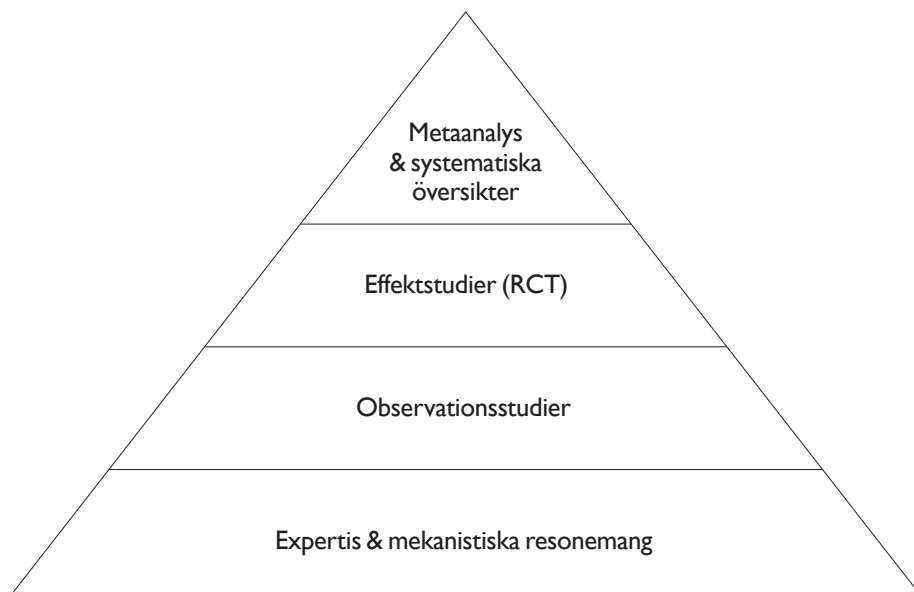 Metaanalys
& systematiska
översikter
Effektstudier (RCT)
Observationsstudier
Expertis & mekanistiska resonemang